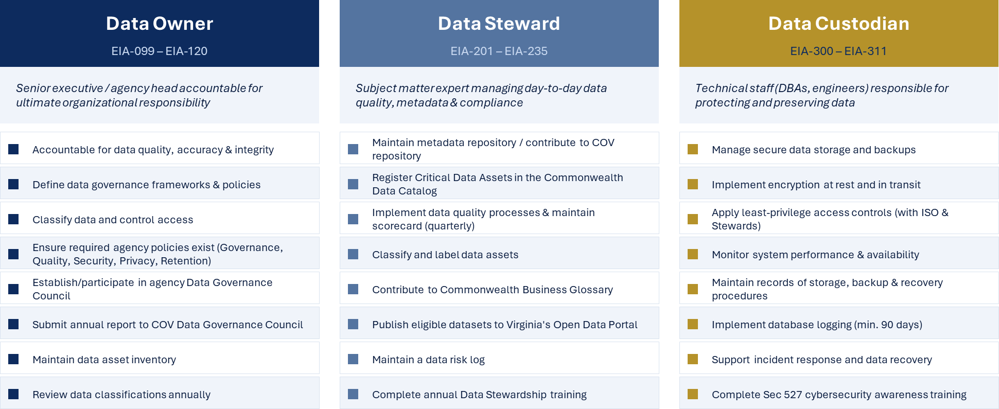 Data Owner
EIA-099 – EIA-120
Senior executive / agency head accountable for
ultimate organizational responsibility
Accountable for data quality, accuracy & integrity
Define data governance frameworks & policies
Classify data and control access
Ensure required agency policies exist (Governance,
Quality, Security, Privacy, Retention)
Establish/participate in agency Data Governance
Council
Submit annual report to COV Data Governance Council
Maintain data asset inventory
Review data classifications annually
Data Steward
EIA-201 – EIA-235
Subject matter expert managing day-to-day data
quality, metadata & compliance
Maintain metadata repository / contribute to COV
repository
Register Critical Data Assets in the Commonwealth
Data Catalog
Implement data quality processes & maintain
scorecard (quarterly)
Classify and label data assets
Contribute to Commonwealth Business Glossary
Publish eligible datasets to Virginia's Open Data Portal
Maintain a data risk log
Complete annual Data Stewardship training
Data Custodian
EIA-300 – EIA-311
Technical staff (DBAs, engineers) responsible for
protecting and preserving data
Manage secure data storage and backups
Implement encryption at rest and in transit
Apply least-privilege access controls (with ISO &
Stewards)
Monitor system performance & availability
Maintain records of storage, backup & recovery
procedures
Implement database logging (min. 90 days)
Support incident response and data recovery
Complete Sec 527 cybersecurity awareness training